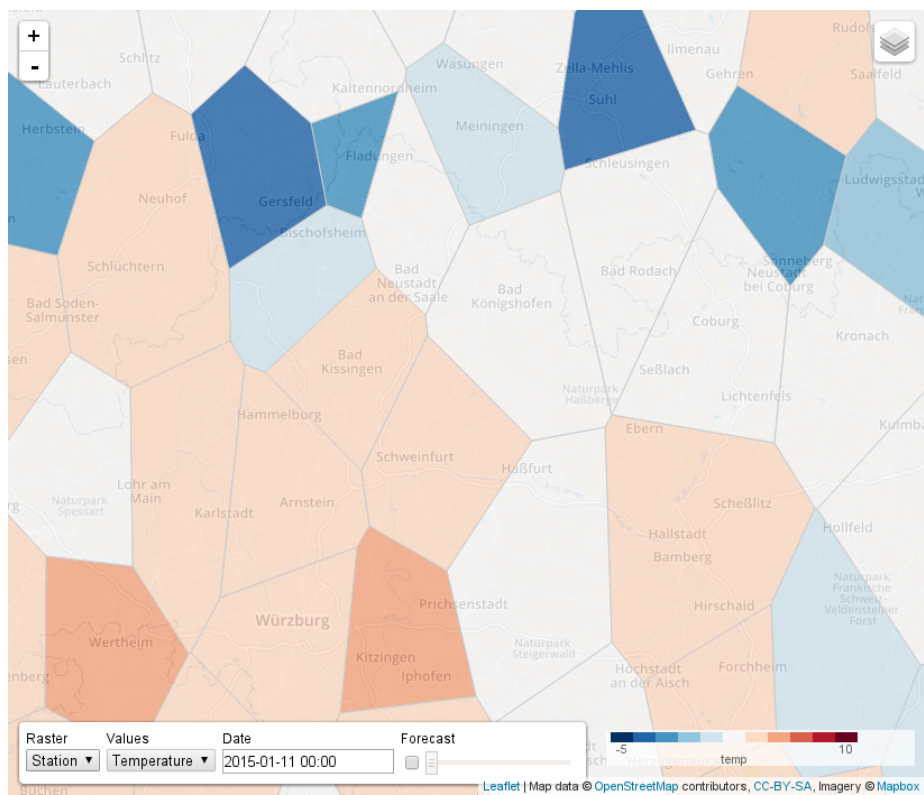 +
-
Schlitz
Lauterbach
Wasungen
Kaltennordheim
Zella-Mehlis
Suhl
Ilmenau
Gehren
Saalfeld
Herbstein
Fulda
Meiningen
Fladungen
Schleusingen
Neuhof
Gersfeld
Bischofsheim
Schlüchtern
Bad
Neustadt
an der Saale
Bad Rodach
Sonneberg
Neustadt
bei Coburg
Bad Soden-
Salmünster
Bad
Königshofen
Coburg
Kronach
Bad
Kissingen
Seßlach
Naturpark
Haßberge
Lichtenfels
Hammelburg
Ebern
Schweinfurt
Haßfurt
Lohr am
Main
Naturpark
Spessart
Karlstadt
Arnstein
Scheßlitz
Hallstadt
Bamberg
Hollfeld
Naturpark
Fränkische
Schweiz-
Veldensteiner
Forst
Prichsenstadt
Hirschaid
Würzburg
Wertheim
Naturpark
Steigerwald
Kitzingen
Iphofen
Höchstadt
an der Aisch
Forchheim
Buchen
Raster Values Date Forecast
Station Temperature 2015-01-11 00:00
-5 10
temp
Leaflet | Map data © OpenStreetMap contributors, CC-BY-SA, Imagery © Mapbox